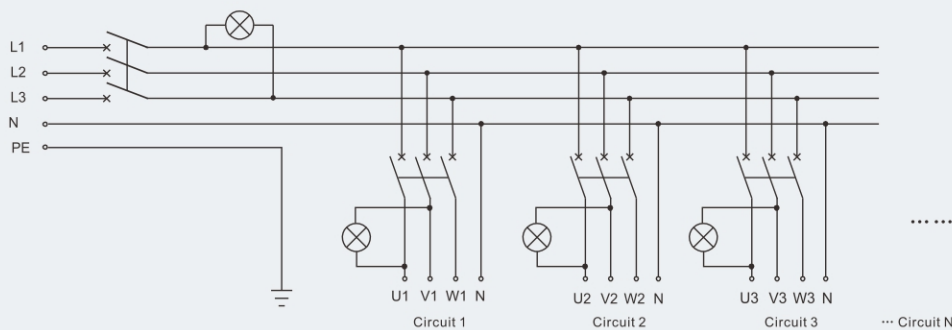 L1
L2
L3
N
PE
U1 V1 W1 N U2 V2 W2 N U3 V3 W3 N
Circuit 1 Circuit 2 Circuit 3 ··· Circuit N